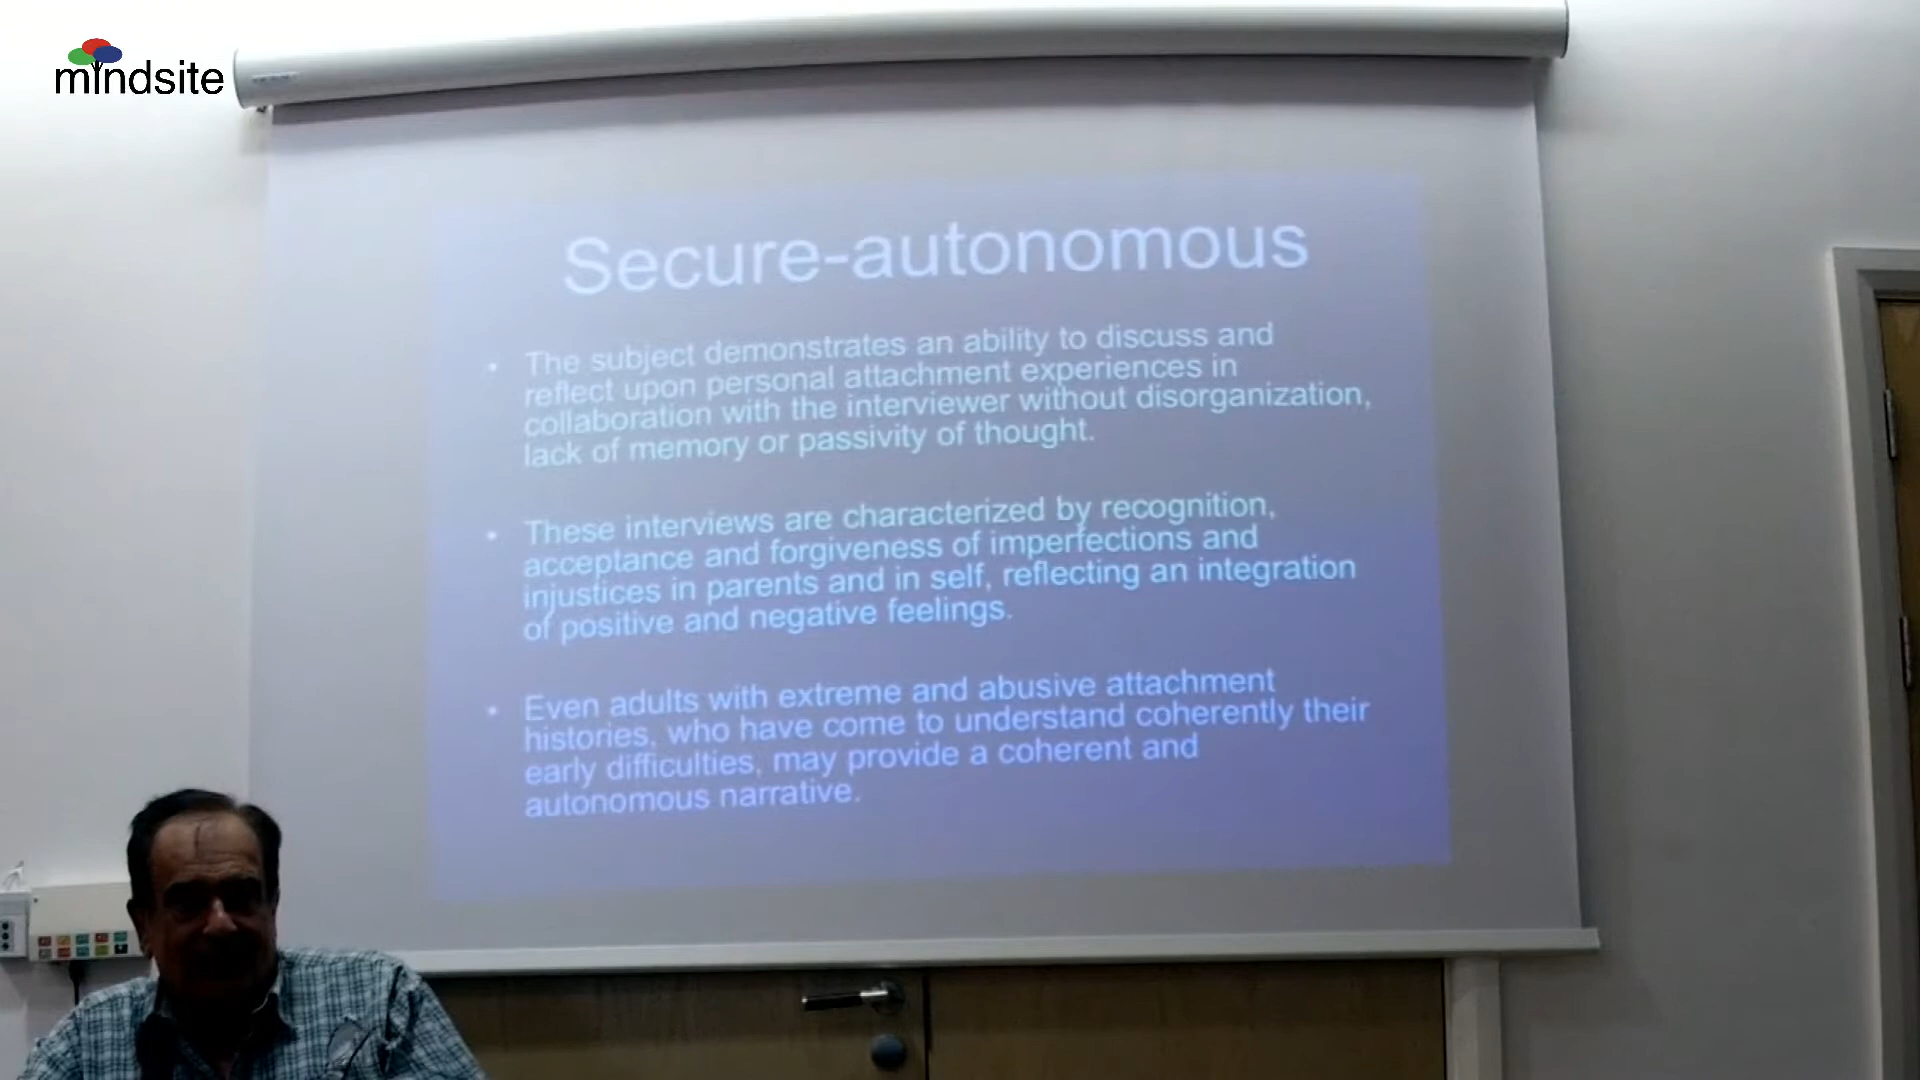 mindsite
Secure-autonomous
• The subject demonstrates an ability to discuss and
reflect upon personal attachment experiences in
collaboration with the interviewer without disorganization,
lack of memory or passivity of thought.
• These interviews are characterized by recognition,
acceptance and forgiveness of imperfections and
injustices in parents and in self, reflecting an integration
of positive and negative feelings.
• Even adults with extreme and abusive attachment
histories, who have come to understand coherently their
early difficulties, may provide a coherent and
autonomous narrative.